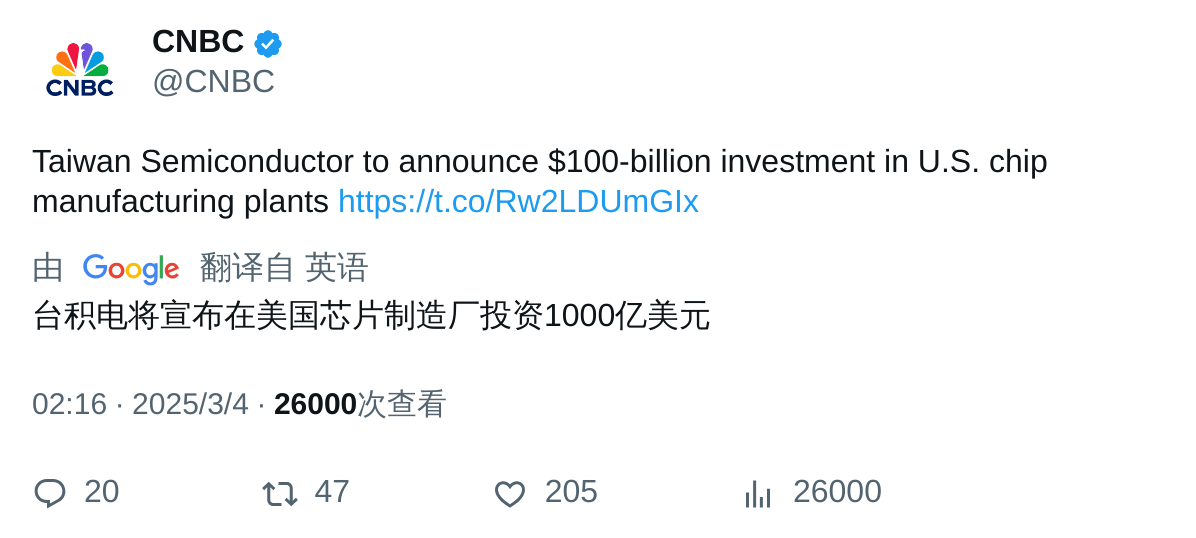 CNBC
CNBC
@CNBC
Taiwan Semiconductor to announce $100-billion investment in U.S. chip
manufacturing plants https://t.co/Rw2LDUmGIx
由 Google 翻译自 英语
台积电将宣布在美国芯片制造厂投资1000亿美元
02:16 · 2025/3/4 · 26000次查看
20 47 205 26000